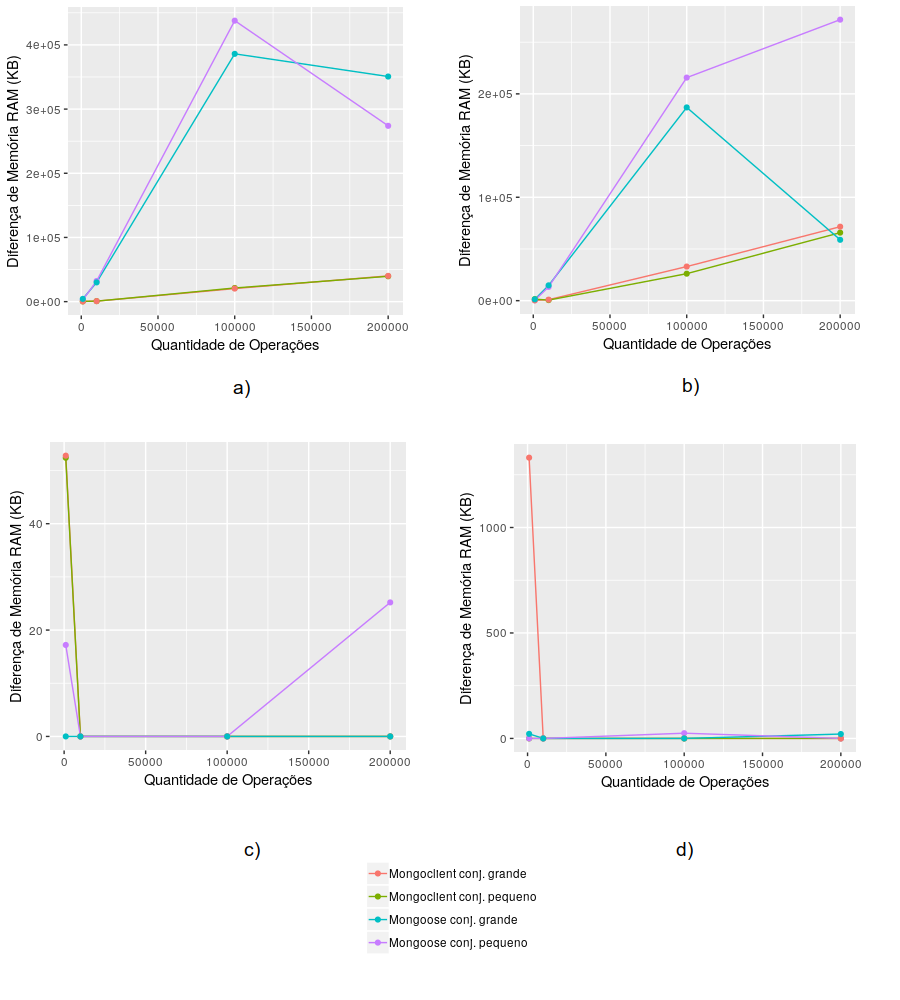 Diferença de Memória RAM (KB)
4e+05
3e+05
2e+05
1e+05
0e+00
0 50000 100000 150000 200000
Quantidade de Operações
a)
Diferença de Memória RAM (KB)
2e+05
1e+05
0e+00
0 50000 100000 150000 200000
Quantidade de Operações
b)
Diferença de Memória RAM (KB)
40
20
0
0 50000 100000 150000 200000
Quantidade de Operações
c)
Diferença de Memória RAM (KB)
1000
500
0
0 50000 100000 150000 200000
Quantidade de Operações
d)
Mongoclient conj. grande
Mongoclient conj. pequeno
Mongoose conj. grande
Mongoose conj. pequeno